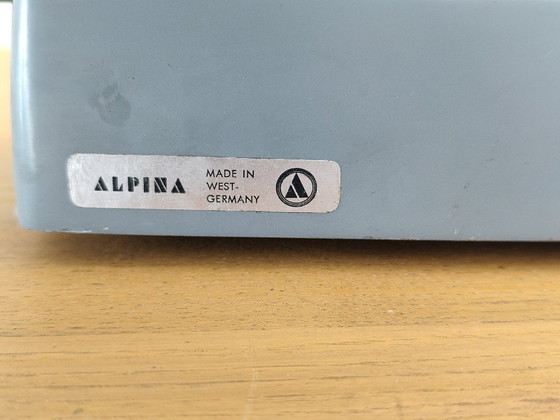 ALPINA
MADE IN
WEST-
GERMANY